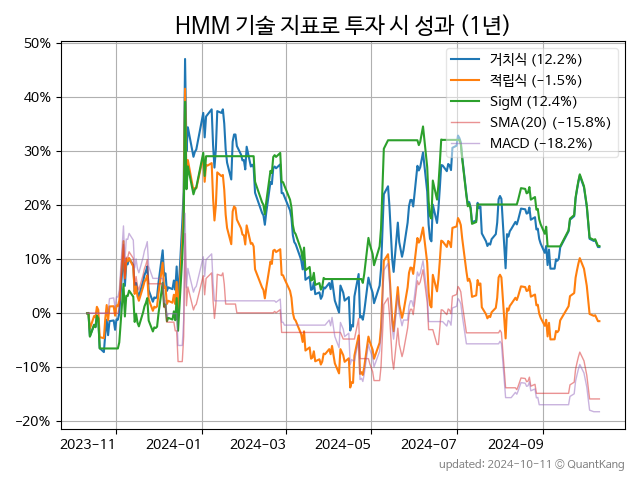 HMM 기술 지표로 투자 시 성과 (1년)
50%
40%
30%
20%
10%
0%
−10%
−20%
거치식 (12.2%)
적립식 (−1.5%)
SigM (12.4%)
SMA(20) (−15.8%)
MACD (−18.2%)
2023-11
2024-01
2024-03
2024-05
2024-07
2024-09
updated: 2024-10-11 © QuantKang